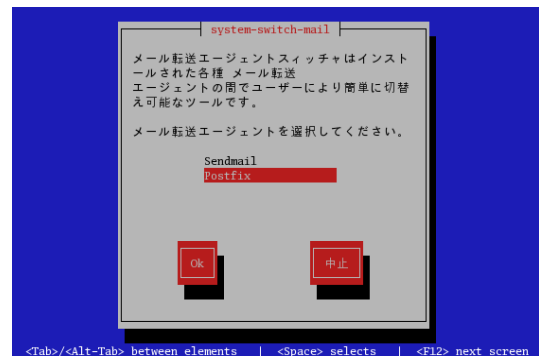 system-switch-mail
メール転送エージェントスィッチャはインスト
ールされた各種 メール転送
エージェントの間でユーザーにより簡単に切替
え可能なツールです。
メール転送エージェントを選択してください。
Sendmail
Postfix
Ok
中止
<Tab>/<Alt-Tab> between elements | <Space> selects | <F12> next screen